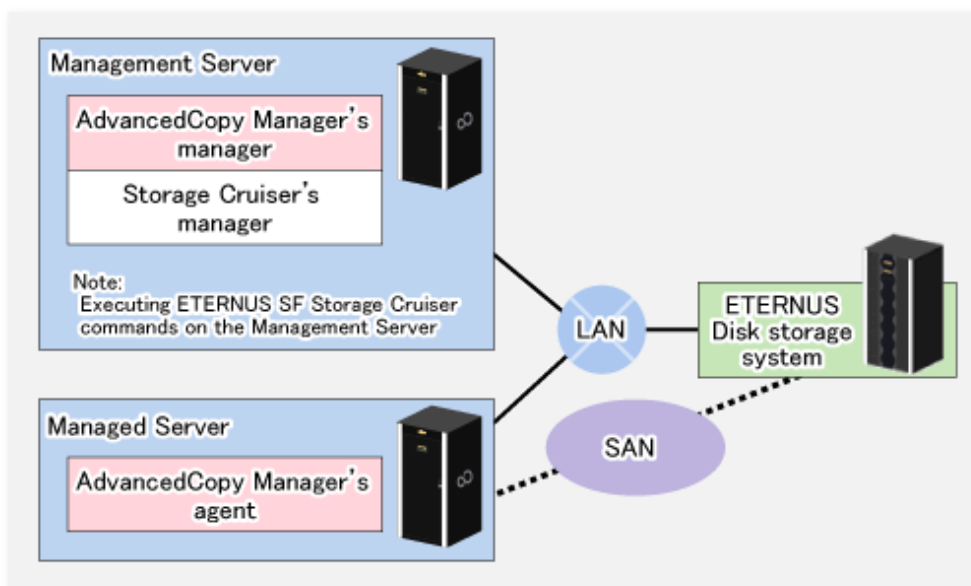 Management Server
AdvancedCopy Manager's
manager
Storage Cruiser's
manager
Note:
Executing ETERNUS SF Storage Cruiser
commands on the Management Server
LAN
ETERNUS
Disk storage
system
Managed Server
AdvancedCopy Manager's
agent
SAN